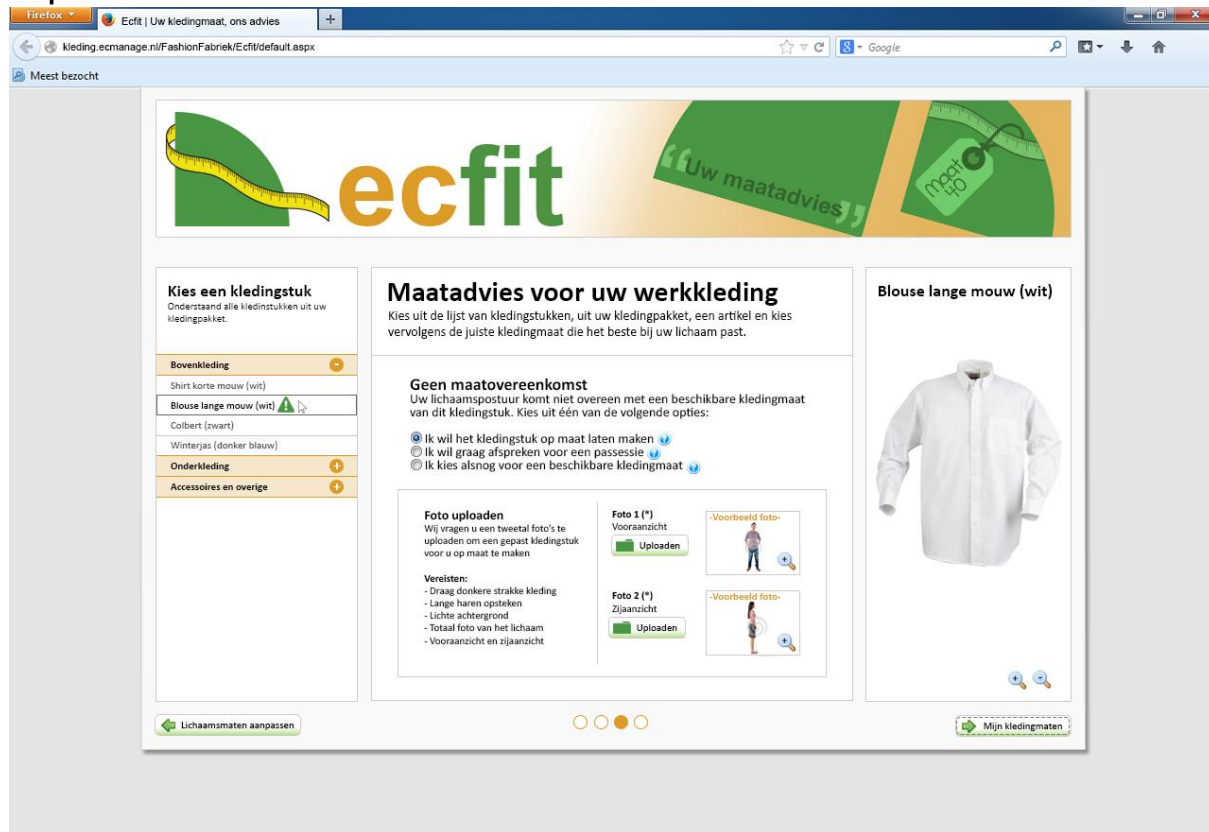 Firefox
Ecfit | Uw kledingmaat, ons advies
kleding.ecmanage.nl/FashionFabriek/Ecfit/default.aspx
Google
Meest bezocht
ecfit
“Uw maatadvies”
maat
40
Kies een kledingstuk
Onderstaand alle kledinstukken uit uw
kledingpakket.
Bovenkleding
Shirt korte mouw (wit)
Blouse lange mouw (wit)
Colbert (zwart)
Winterjas (donker blauw)
Onderkleding
Accessoires en overige
Maatadvies voor uw werkkleding
Kies uit de lijst van kledingstukken, uit uw kledingpakket, een artikel en kies
vervolgens de juiste kledingmaat die het beste bij uw lichaam past.
Geen maatovereenkomst
Uw lichaamspostuur komt niet overeen met een beschikbare kledingmaat
van dit kledingstuk. Kies uit één van de volgende opties:
Ik wil het kledingstuk op maat laten maken
Ik wil graag afspreken voor een passessie
Ik kies alsnog voor een beschikbare kledingmaat
Foto uploaden
Wij vragen u een tweetal foto's te
uploaden om een gepast kledingstuk
voor u op maat te maken
Vereisten:
- Draag donkere strakke kleding
- Lange haren opsteken
- Lichte achtergrond
- Totaal foto van het lichaam
- Vooraanzicht en zijaanzicht
Foto 1 (*)
Vooraanzicht
Uploaden
-Voorbeeld foto-
Foto 2 (*)
Zijaanzicht
Uploaden
-Voorbeeld foto-
Blouse lange mouw (wit)
Lichaamsmaten aanpassen
Mijn kledingmaten